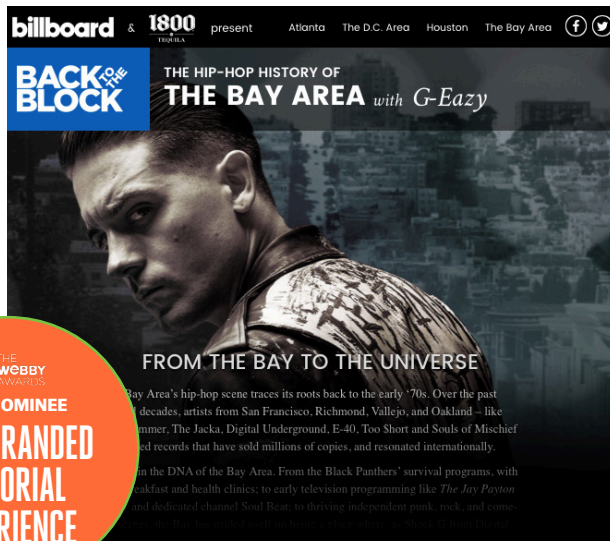 billboard & 1800 TEQUILA present Atlanta The D.C. Area Houston The Bay Area
BACK TO THE BLOCK
THE HIP-HOP HISTORY OF
THE BAY AREA with G-Eazy
FROM THE BAY TO THE UNIVERSE
Bay Area's hip-hop scene traces its roots back to the early '70s. Over the past
decades, artists from San Francisco, Richmond, Vallejo, and Oakland – like
mmer, The Jacka, Digital Underground, E-40, Too $hort and Souls of Mischief
ed records that have sold millions of copies, and resonated internationally.
in the DNA of the Bay Area. From the Black Panthers' survival programs, with
eakfast and health clinics; to early television programming like The Jay Payton
and dedicated channel Soul Beat; to thriving independent punk, rock, and come-
THE
WEBBY
AWARDS
OMINEE
RANDED
ORIAL
RIENCE